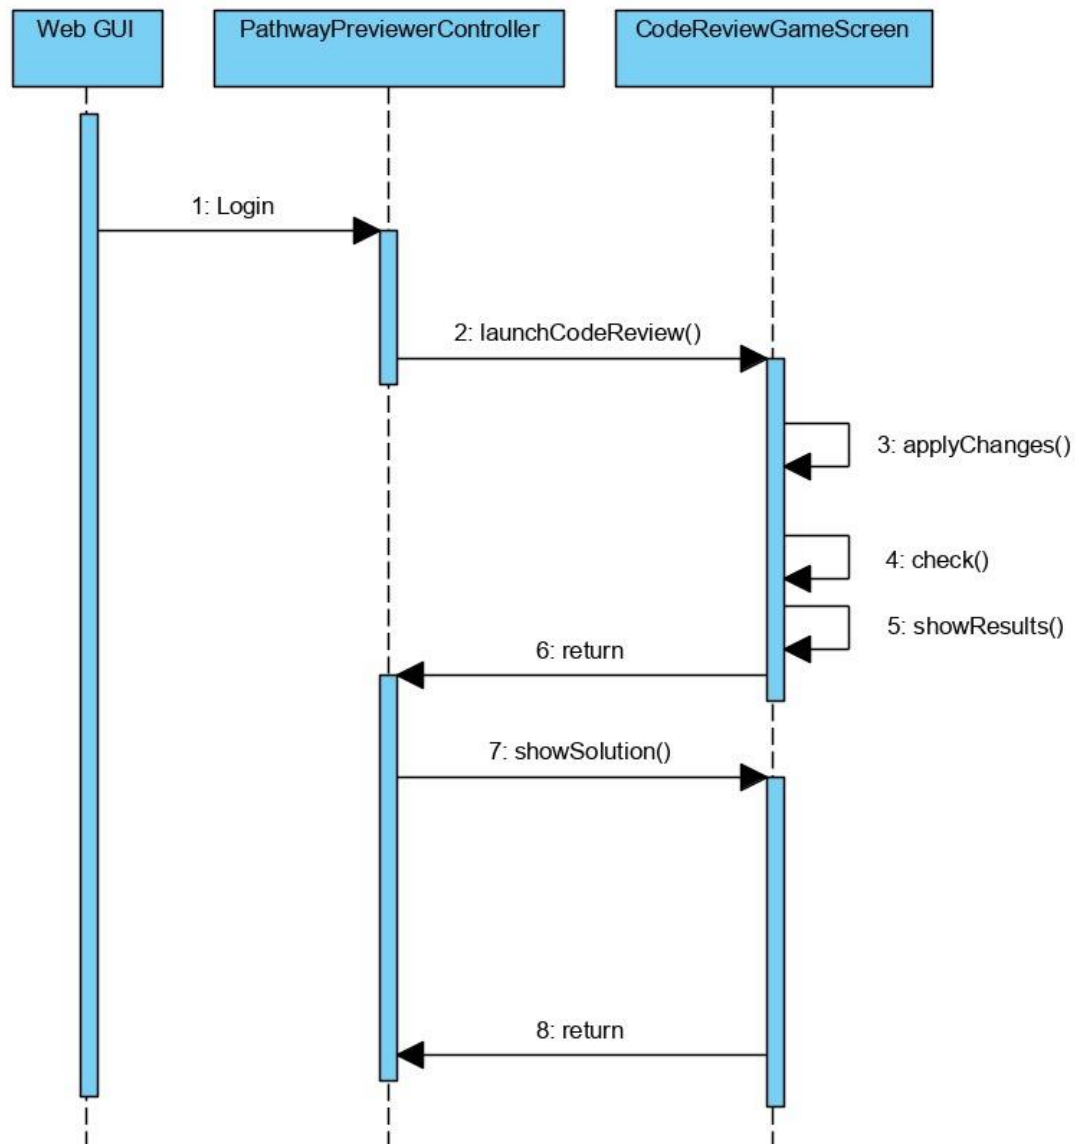 Web GUI
PathwayPreviewerController
CodeReviewGameScreen
1: Login
2: launchCodeReview()
3: applyChanges()
4: check()
5: showResults()
6: return
7: showSolution()
8: return